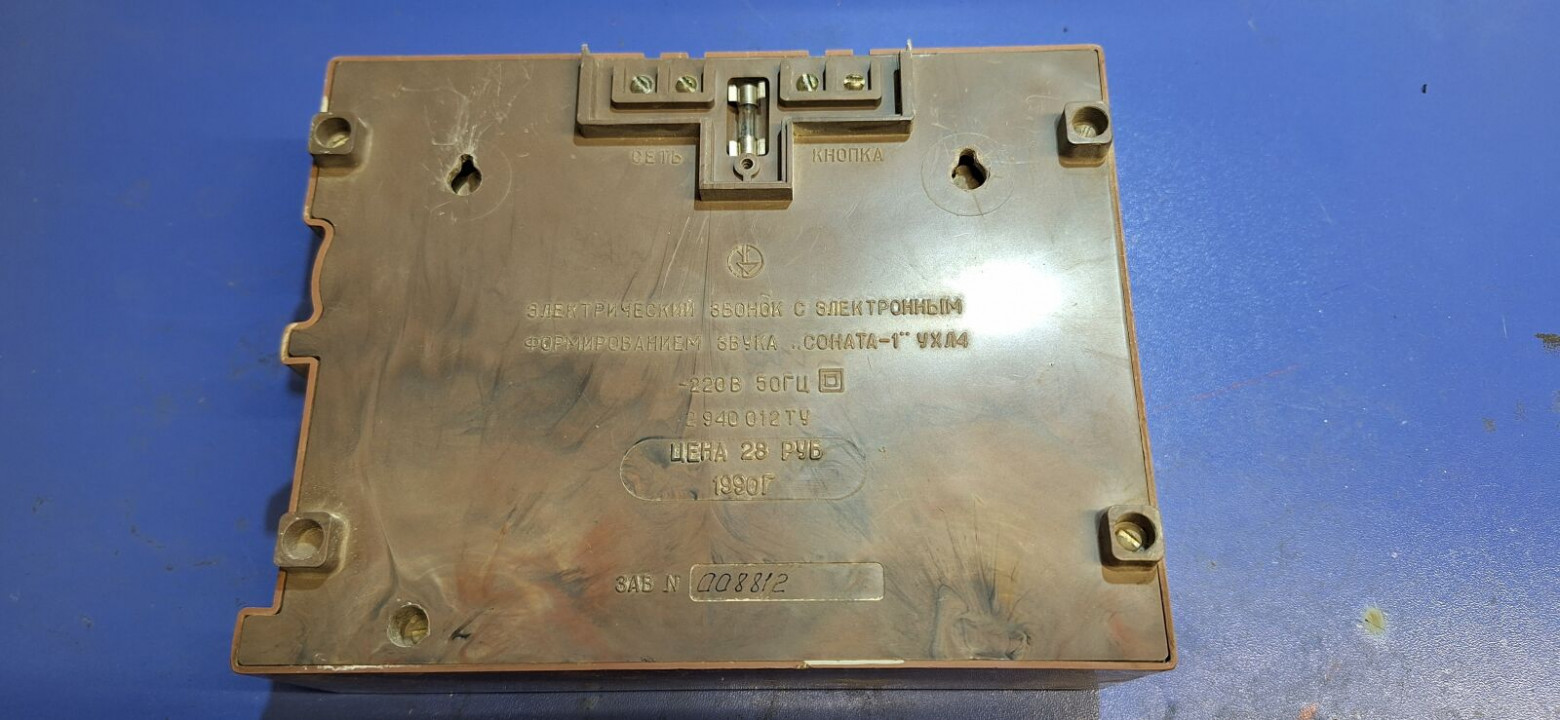 СЕТЬ КНОПКА
ЭЛЕКТРИЧЕСКИЙ ЗВОНОК С ЭЛЕКТРОННЫМ
ФОРМИРОВАНИЕМ ЗВУКА „СОНАТА-1" УХЛ4
~220В 50ГЦ
2 940 012ТУ
ЦЕНА 28 РУБ
1990Г
ЗАВ № 008812